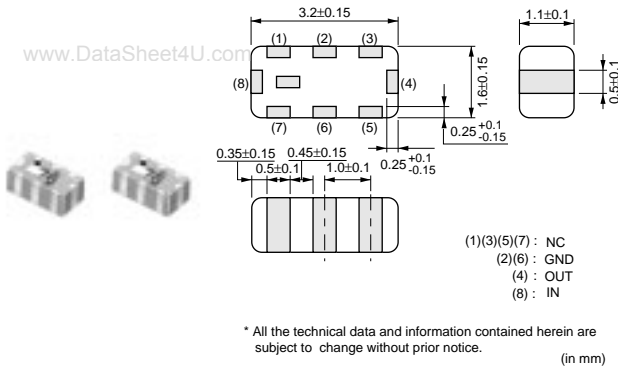 3.2±0.15
1.1±0.1
(1) (2) (3)
www.DataSheet4U.com
(8) (4)
1.6±0.15
0.5±0.1
(7) (6) (5)
0.25 +0.1 -0.15
0.25 +0.1 -0.15
0.35±0.15 0.45±0.15
0.5±0.1 1.0±0.1
(1)(3)(5)(7) : NC
(2)(6) : GND
(4) : OUT
(8) : IN
* All the technical data and information contained herein are
subject to change without prior notice.
(in mm)